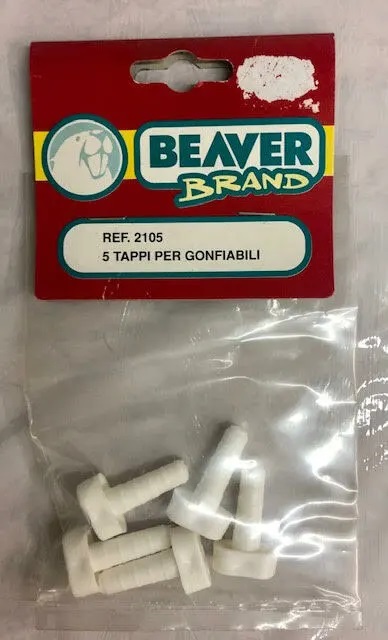 BEAVER
BRAND
REF. 2105
5 TAPPI PER GONFIABILI